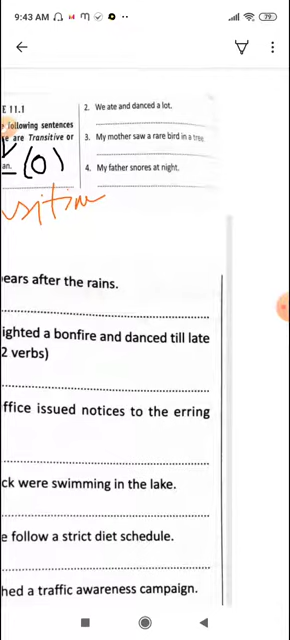 9:43 AM
79
E 11.1
following sentences
are Transitive or
an.
(O)
2. We ate and danced a lot.
3. My mother saw a rare bird in a tree.
4. My father snores at night.
sitive
ears after the rains.
ighted a bonfire and danced till late
2 verbs)
ffice issued notices to the erring
ck were swimming in the lake.
e follow a strict diet schedule.
hed a traffic awareness campaign.